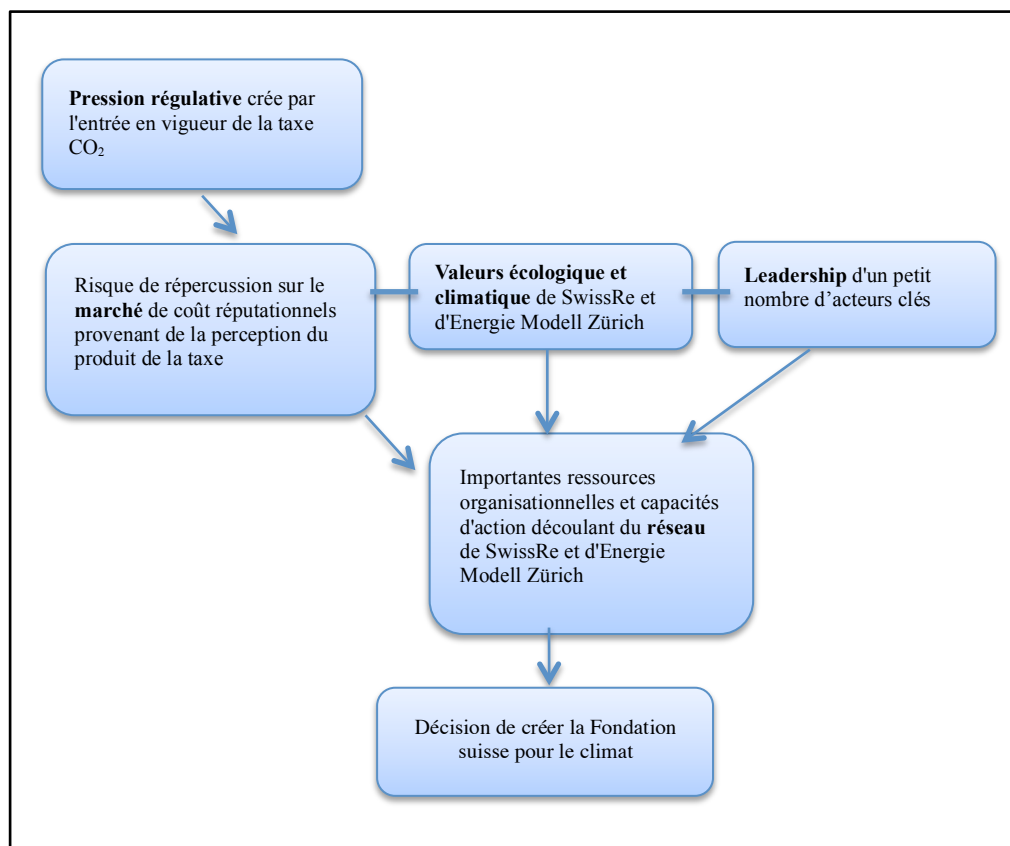 Pression régulative crée par
l'entrée en vigueur de la taxe
CO₂
Risque de répercussion sur le
marché de coût réputationnels
provenant de la perception du
produit de la taxe
Valeurs écologique et
climatique de SwissRe et
d'Energie Modell Zürich
Leadership d'un petit
nombre d'acteurs clés
Importantes ressources
organisationnelles et capacités
d'action découlant du réseau
de SwissRe et d'Energie
Modell Zürich
Décision de créer la Fondation
suisse pour le climat